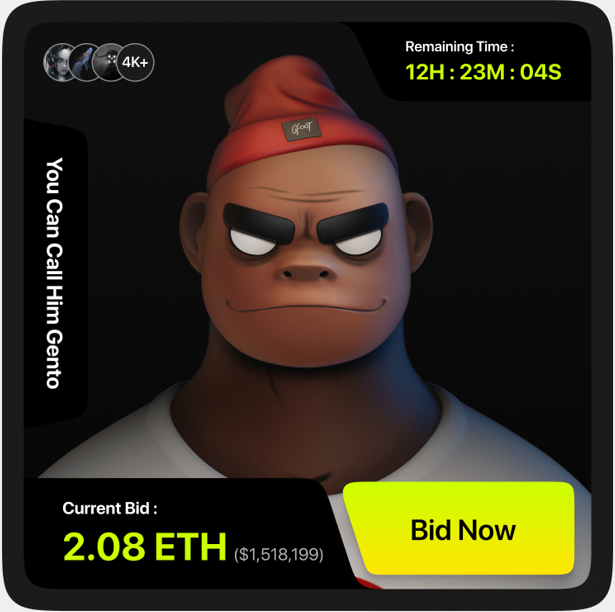 4K+
Remaining Time :
12H : 23M : 04S
You Can Call Him Gento
Current Bid :
2.08 ETH ($1,518,199)
Bid Now